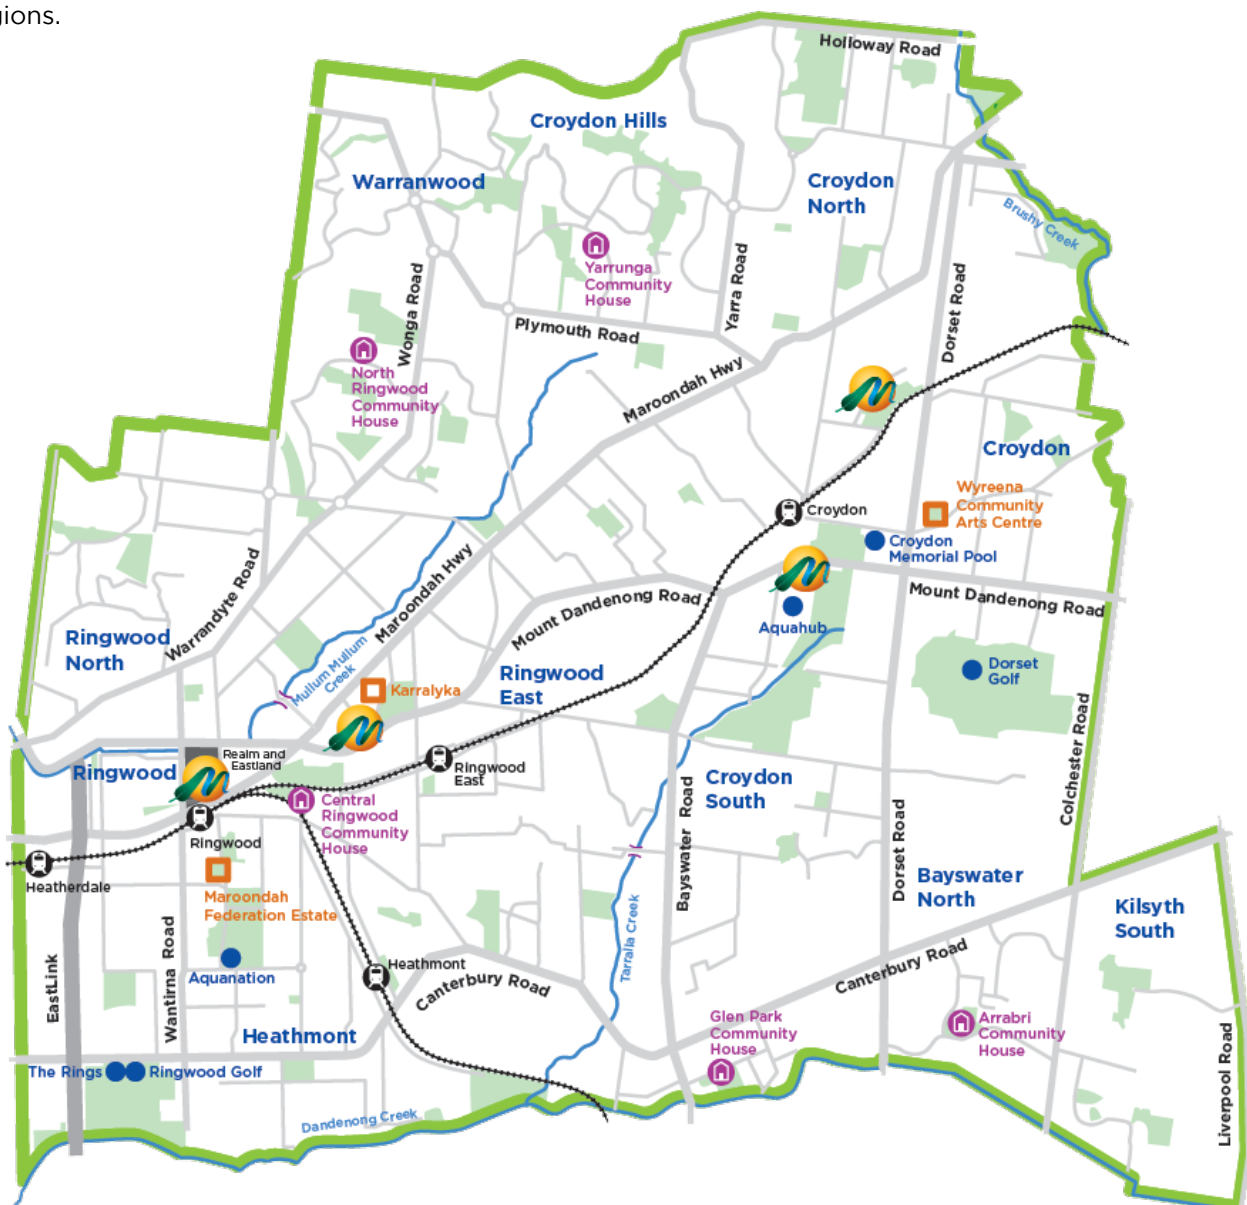 gions.
Holloway Road
Croydon Hills
Warranwood
Croydon
North
Brushy Creek
Yarrunga
Community
House
Wonga Road
Yarra Road
Dorset Road
Plymouth Road
North
Ringwood
Community
House
Maroondah Hwy
Croydon
Wyreena
Community
Arts Centre
Croydon
Croydon
Memorial Pool
Maroondah Hwy
Warrandyte Road
Mount Dandenong Road
Mount Dandenong Road
Aquahub
Ringwood
North
Mullum Mullum
Creek
Ringwood
East
Dorset
Golf
Karralyka
Colchester Road
Realm and
Eastland
Ringwood
Ringwood
East
Croydon
South
Bayswater Road
Central
Ringwood
Community
House
Ringwood
Heatherdale
Dorset Road
Bayswater
North
Maroondah
Federation Estate
Kilsyth
South
Tarralla Creek
EastLink
Wantirna Road
Aquanation
Heathmont
Canterbury Road
Canterbury Road
Heathmont
Glen Park
Community
House
Arrabri
Community
House
The Rings
Ringwood Golf
Liverpool Road
Dandenong Creek